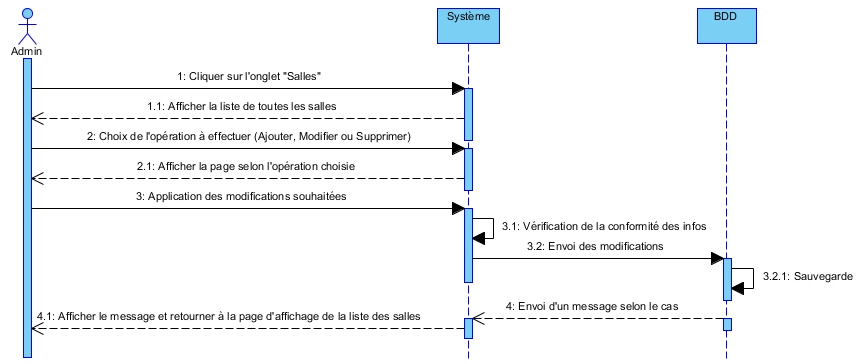 Système
BDD
Admin
1: Cliquer sur l'onglet "Salles"
1.1: Afficher la liste de toutes les salles
2: Choix de l'opération à effectuer (Ajouter, Modifier ou Supprimer)
2.1: Afficher la page selon l'opération choisie
3: Application des modifications souhaitées
3.1: Vérification de la conformité des infos
3.2: Envoi des modifications
3.2.1: Sauvegarde
4: Envoi d'un message selon le cas
4.1: Afficher le message et retourner à la page d'affichage de la liste des salles